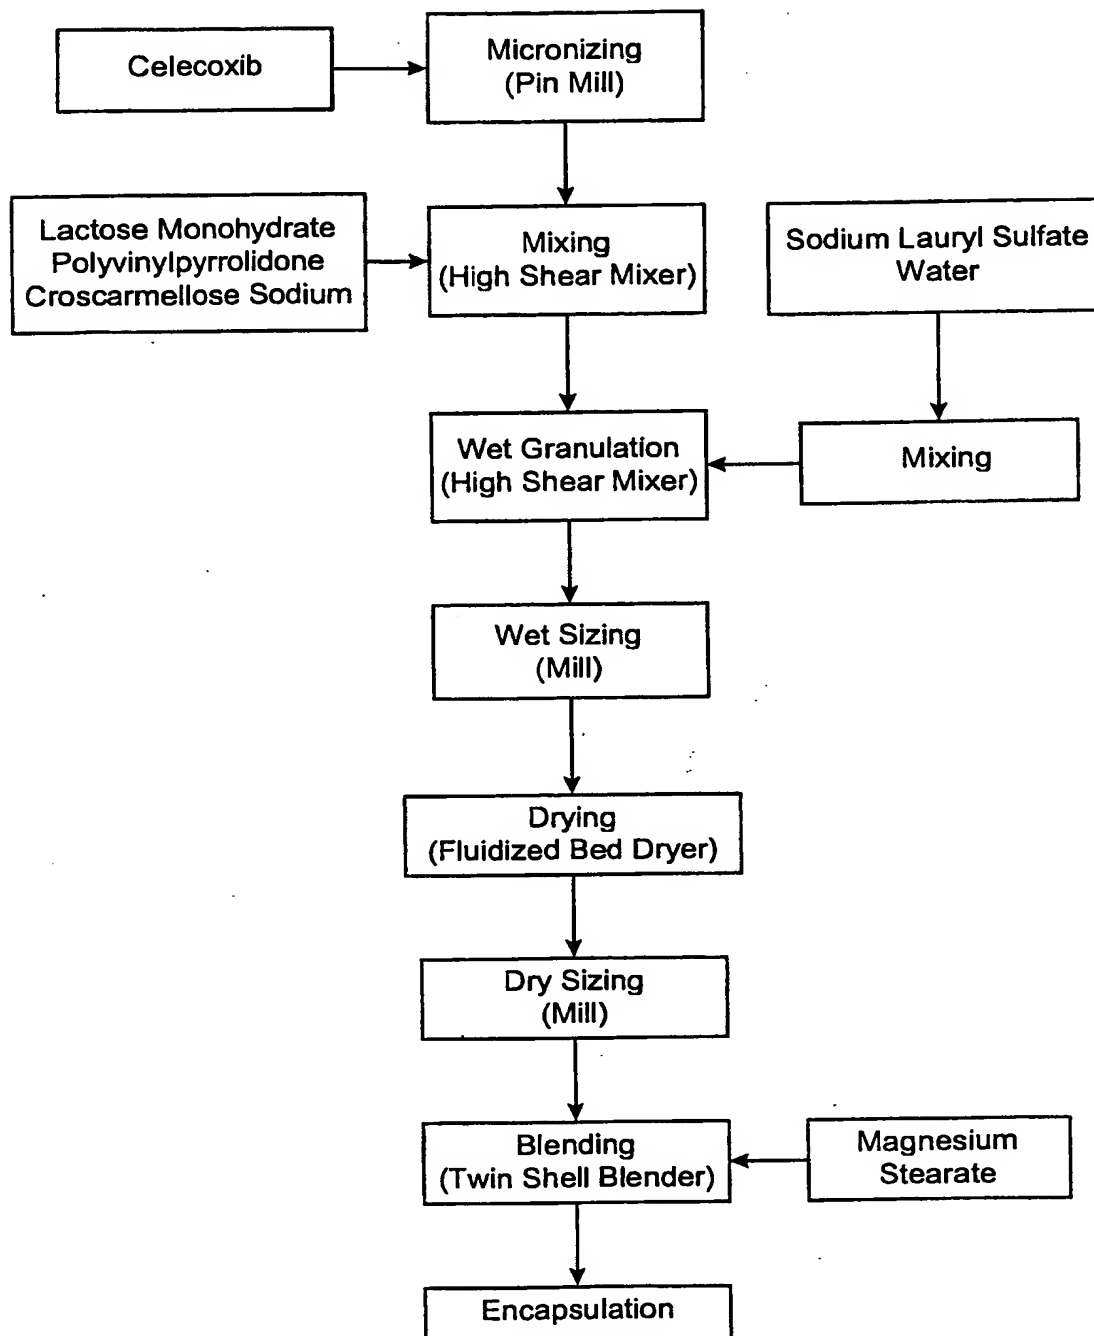 Celecoxib
Micronizing
(Pin Mill)
Lactose Monohydrate
Polyvinylpyrrolidone
Croscarmellose Sodium
Mixing
(High Shear Mixer)
Sodium Lauryl Sulfate
Water
Wet Granulation
(High Shear Mixer)
Mixing
Wet Sizing
(Mill)
Drying
(Fluidized Bed Dryer)
Dry Sizing
(Mill)
Blending
(Twin Shell Blender)
Magnesium
Stearate
Encapsulation